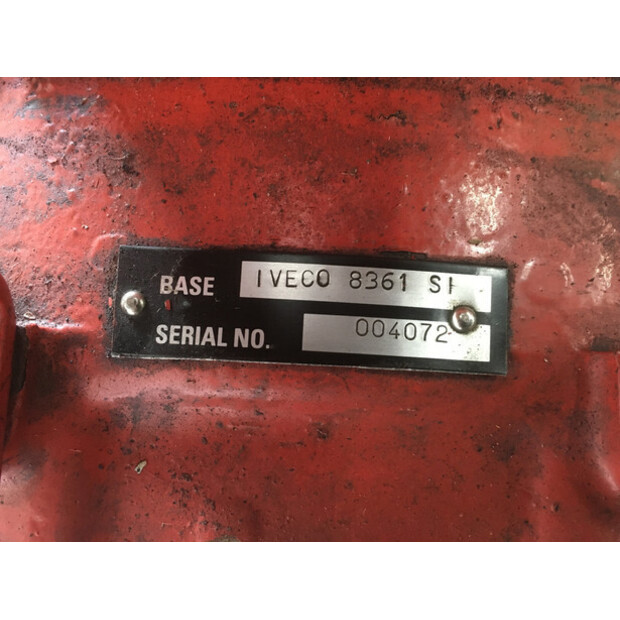 BASE IVECO 8361 SI
SERIAL NO. 004072